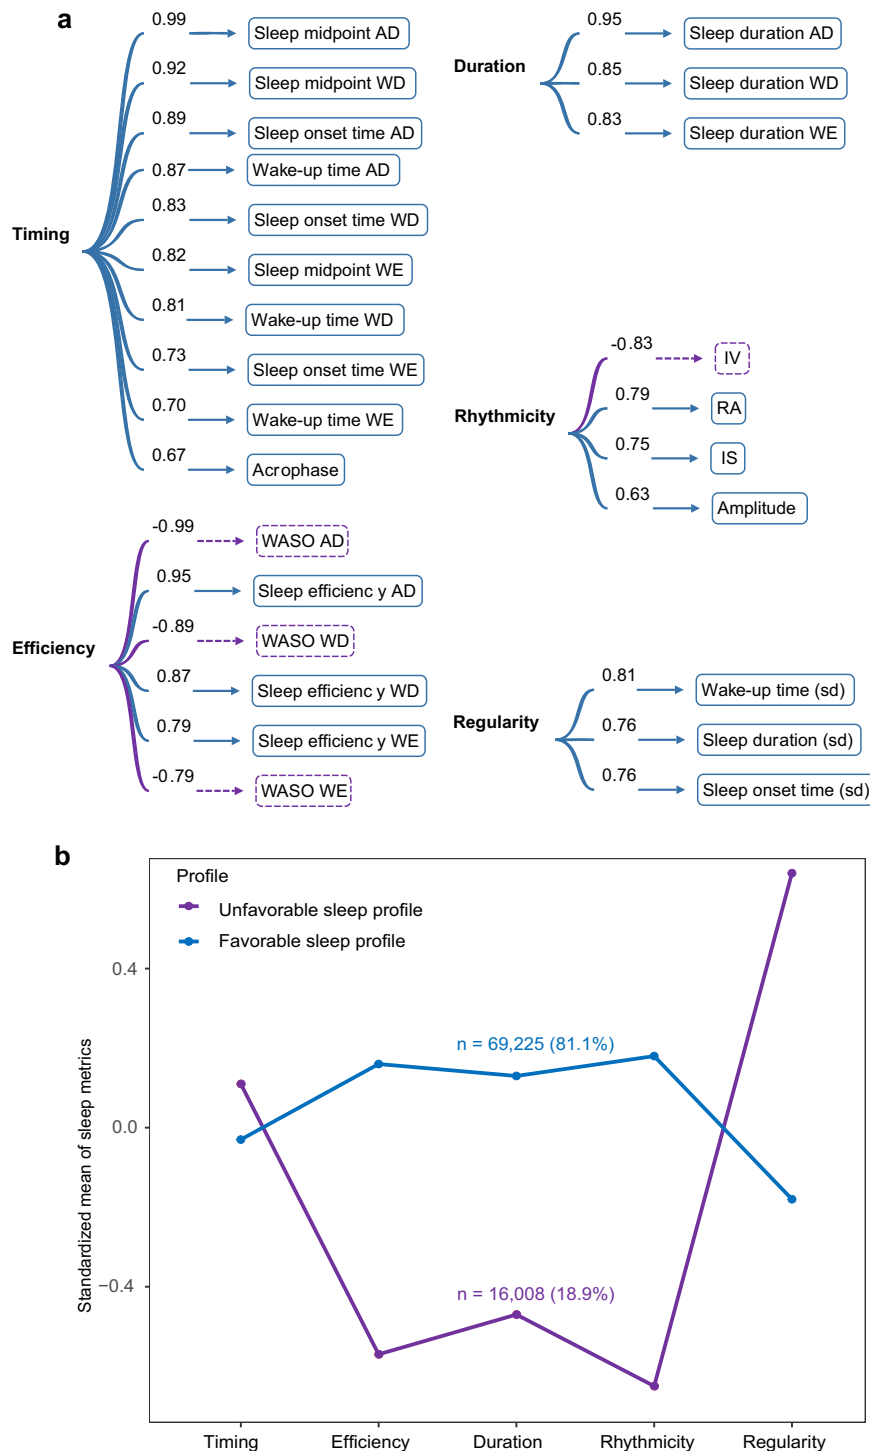 a
Timing
0.99 Sleep midpoint AD
0.92 Sleep midpoint WD
0.89 Sleep onset time AD
0.87 Wake-up time AD
0.83 Sleep onset time WD
0.82 Sleep midpoint WE
0.81 Wake-up time WD
0.73 Sleep onset time WE
0.70 Wake-up time WE
0.67 Acrophase
Efficiency
-0.99 WASO AD
0.95 Sleep efficienc y AD
-0.89 WASO WD
0.87 Sleep efficienc y WD
0.79 Sleep efficienc y WE
-0.79 WASO WE
Duration
0.95 Sleep duration AD
0.85 Sleep duration WD
0.83 Sleep duration WE
Rhythmicity
-0.83 IV
0.79 RA
0.75 IS
0.63 Amplitude
Regularity
0.81 Wake-up time (sd)
0.76 Sleep duration (sd)
0.76 Sleep onset time (sd)
b
Profile
Unfavorable sleep profile
Favorable sleep profile
n = 69,225 (81.1%)
n = 16,008 (18.9%)
Standardized mean of sleep metrics
0.4
0.0
−0.4
Timing Efficiency Duration Rhythmicity Regularity